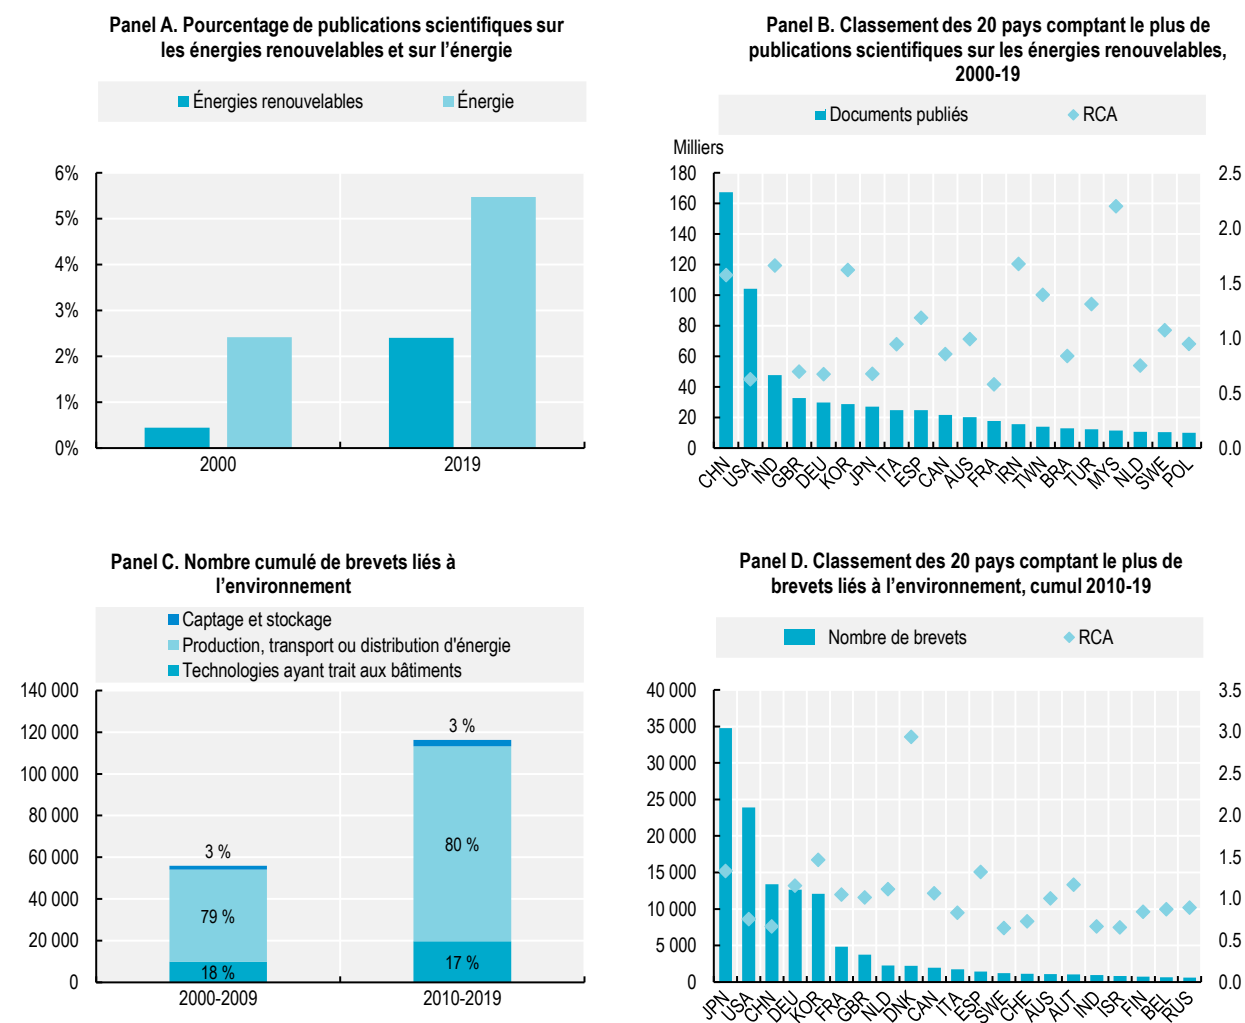 Panel A. Pourcentage de publications scientifiques sur
les énergies renouvelables et sur l’énergie
Énergies renouvelables
Énergie
6%
5%
4%
3%
2%
1%
0%
2000
2019
Panel B. Classement des 20 pays comptant le plus de
publications scientifiques sur les énergies renouvelables,
2000-19
Documents publiés
RCA
Milliers
180
160
140
120
100
80
60
40
20
0
2.5
2.0
1.5
1.0
0.5
0.0
CHN
USA
IND
GBR
DEU
KOR
JPN
ITA
ESP
CAN
AUS
FRA
IRN
TWN
BRA
TUR
MYS
NLD
SWE
POL
Panel C. Nombre cumulé de brevets liés à
l’environnement
Captage et stockage
Production, transport ou distribution d'énergie
Technologies ayant trait aux bâtiments
140 000
120 000
100 000
80 000
60 000
40 000
20 000
0
3 %
79 %
18 %
3 %
80 %
17 %
2000-2009
2010-2019
Panel D. Classement des 20 pays comptant le plus de
brevets liés à l’environnement, cumul 2010-19
Nombre de brevets
RCA
40 000
35 000
30 000
25 000
20 000
15 000
10 000
5 000
0
3.5
3.0
2.5
2.0
1.5
1.0
0.5
0.0
JPN
USA
CHN
DEU
KOR
FRA
GBR
NLD
DNK
CAN
ITA
ESP
SWE
CHE
AUS
AUT
IND
ISR
FIN
BEL
RUS